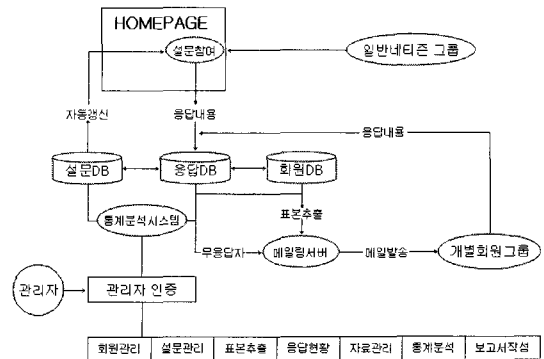 HOMEPAGE
설문참여
일반네티즌 그룹
자동갱신
응답내용
응답내용
설문DB
응답DB
회원DB
통계분석시스템
표본추출
무응답자
메일링서버
메일발송
개별회원그룹
관리자
관리자 인증
회원관리 설문관리 표본추출 응답현황 자료관리 통계분석 보고서작성